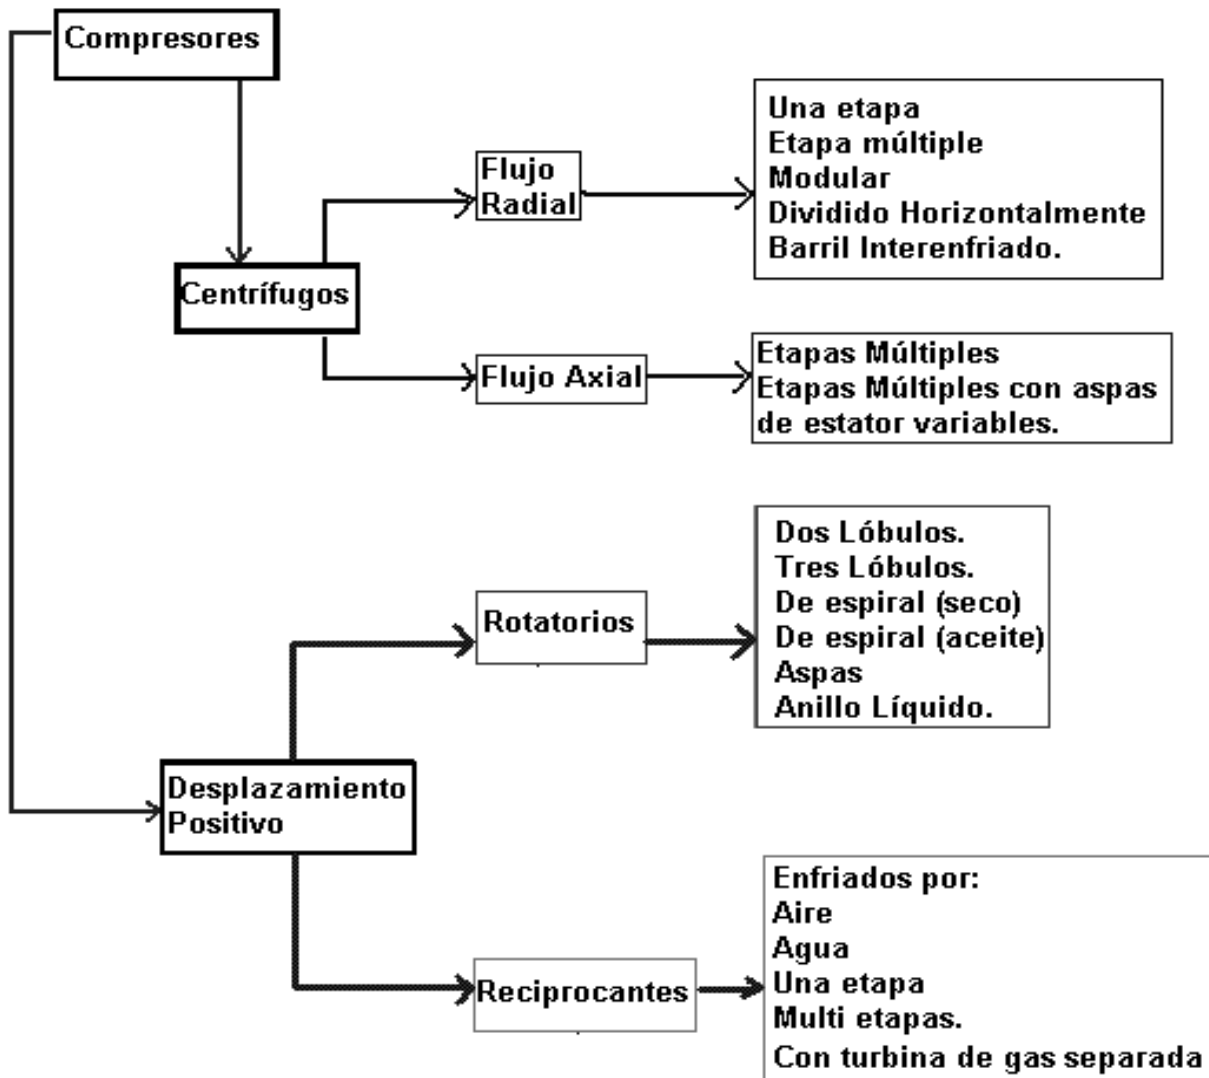 Compresores
Una etapa
Etapa múltiple
Modular
Dividido Horizontalmente
Barril Interenfriado.
Flujo
Radial
Centrífugos
Flujo Axial
Etapas Múltiples
Etapas Múltiples con aspas
de estator variables.
Dos Lóbulos.
Tres Lóbulos.
De espiral (seco)
De espiral (aceite)
Aspas
Anillo Líquido.
Rotatorios
Desplazamiento
Positivo
Reciprocantes
Enfriados por:
Aire
Agua
Una etapa
Multi etapas.
Con turbina de gas separada